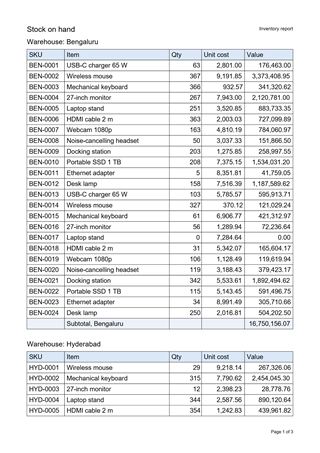 Stock on hand
Inventory report
Warehouse: Bengaluru
SKU Item Qty Unit cost Value
BEN-0001 USB-C charger 65 W 63 2,801.00 176,463.00
BEN-0002 Wireless mouse 367 9,191.85 3,373,408.95
BEN-0003 Mechanical keyboard 366 932.57 341,320.62
BEN-0004 27-inch monitor 267 7,943.00 2,120,781.00
BEN-0005 Laptop stand 251 3,520.85 883,733.35
BEN-0006 HDMI cable 2 m 363 2,003.03 727,099.89
BEN-0007 Webcam 1080p 163 4,810.19 784,060.97
BEN-0008 Noise-cancelling headset 50 3,037.33 151,866.50
BEN-0009 Docking station 203 1,275.85 258,997.55
BEN-0010 Portable SSD 1 TB 208 7,375.15 1,534,031.20
BEN-0011 Ethernet adapter 5 8,351.81 41,759.05
BEN-0012 Desk lamp 158 7,516.39 1,187,589.62
BEN-0013 USB-C charger 65 W 103 5,785.57 595,913.71
BEN-0014 Wireless mouse 327 370.12 121,029.24
BEN-0015 Mechanical keyboard 61 6,906.77 421,312.97
BEN-0016 27-inch monitor 56 1,289.94 72,236.64
BEN-0017 Laptop stand 0 7,284.64 0.00
BEN-0018 HDMI cable 2 m 31 5,342.07 165,604.17
BEN-0019 Webcam 1080p 106 1,128.49 119,619.94
BEN-0020 Noise-cancelling headset 119 3,188.43 379,423.17
BEN-0021 Docking station 342 5,533.61 1,892,494.62
BEN-0022 Portable SSD 1 TB 115 5,143.45 591,496.75
BEN-0023 Ethernet adapter 34 8,991.49 305,710.66
BEN-0024 Desk lamp 250 2,016.81 504,202.50
Subtotal, Bengaluru 16,750,156.07
Warehouse: Hyderabad
SKU Item Qty Unit cost Value
HYD-0001 Wireless mouse 29 9,218.14 267,326.06
HYD-0002 Mechanical keyboard 315 7,790.62 2,454,045.30
HYD-0003 27-inch monitor 12 2,398.23 28,778.76
HYD-0004 Laptop stand 344 2,587.56 890,120.64
HYD-0005 HDMI cable 2 m 354 1,242.83 439,961.82
Page 1 of 3